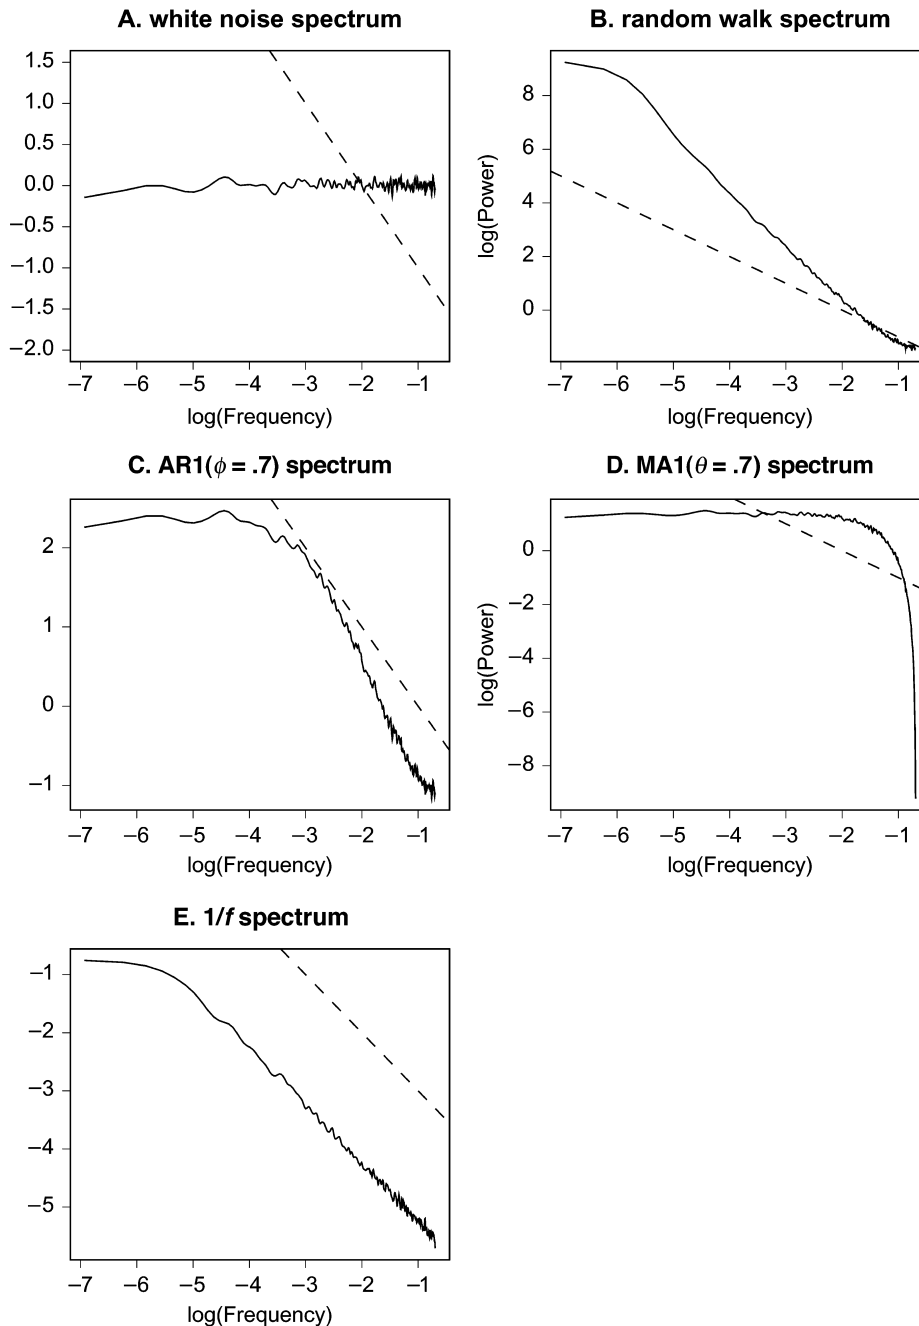 A. white noise spectrum
1.5
1.0
0.5
0.0
−0.5
−1.0
−1.5
−2.0
−7 −6 −5 −4 −3 −2 −1
log(Frequency)
B. random walk spectrum
log(Power)
8
6
4
2
0
−7 −6 −5 −4 −3 −2 −1
log(Frequency)
C. AR1(ϕ = .7) spectrum
2
1
0
−1
−7 −6 −5 −4 −3 −2 −1
log(Frequency)
D. MA1(θ = .7) spectrum
log(Power)
0
−2
−4
−6
−8
−7 −6 −5 −4 −3 −2 −1
log(Frequency)
E. 1/f spectrum
−1
−2
−3
−4
−5
−7 −6 −5 −4 −3 −2 −1
log(Frequency)